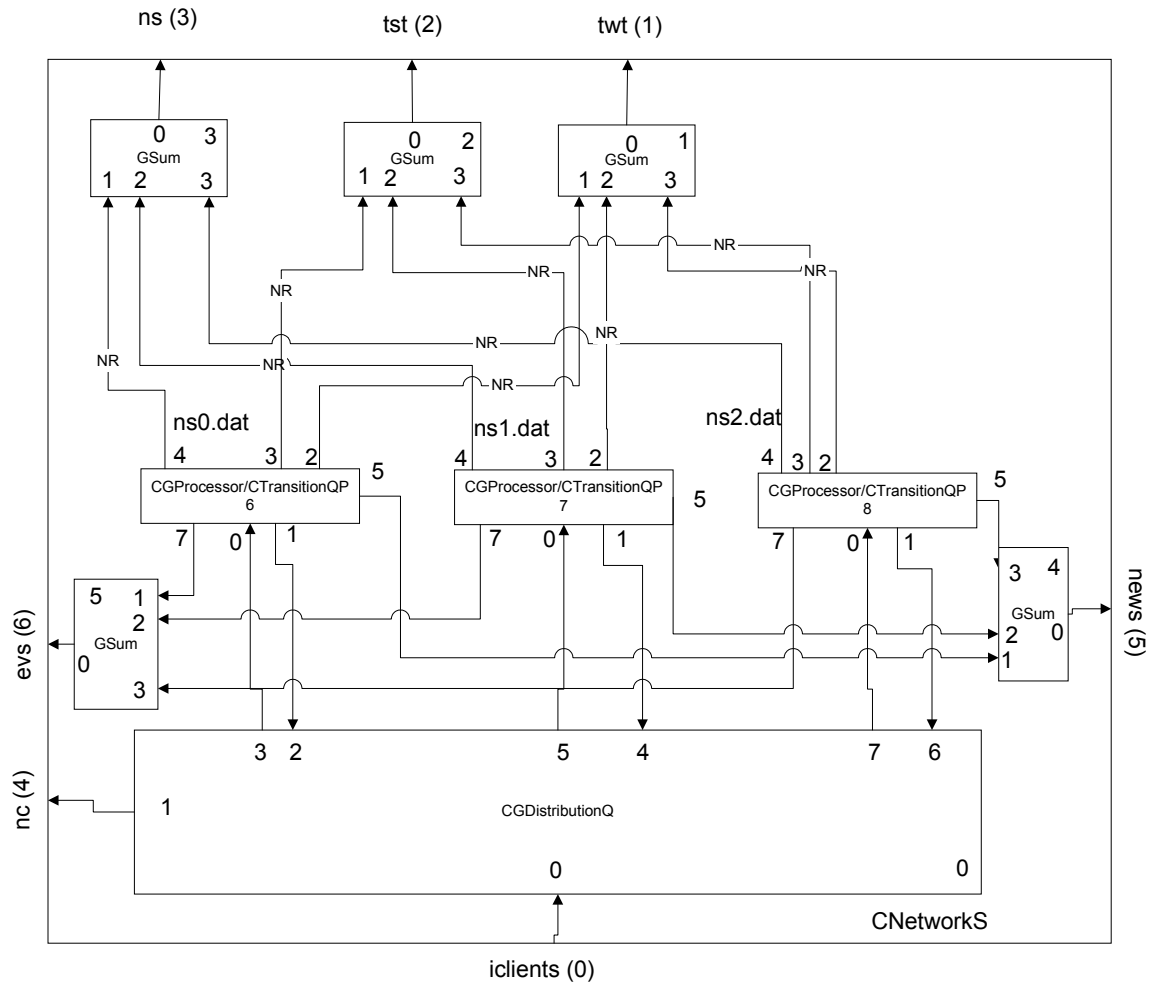 ns (3) tst (2) twt (1)
0 3 0 2 0 1
GSum GSum GSum
1 2 3 1 2 3 1 2 3
NR NR
NR NR
NR
NR
NR NR
NR
ns0.dat ns1.dat ns2.dat
4 3 2 5 4 3 2 4 3 2 5
CGProcessor/CTransitionQP CGProcessor/CTransitionQP CGProcessor/CTransitionQP
6 7 5 8
7 0 1 7 0 1 7 0 1
5 1 3 4
2 GSum
GSum 2 0
0 1
3
evs (6)
news (5)
3 2 5 4 7 6
nc (4)
1 CGDistributionQ
0 0
CNetworkS
iclients (0)